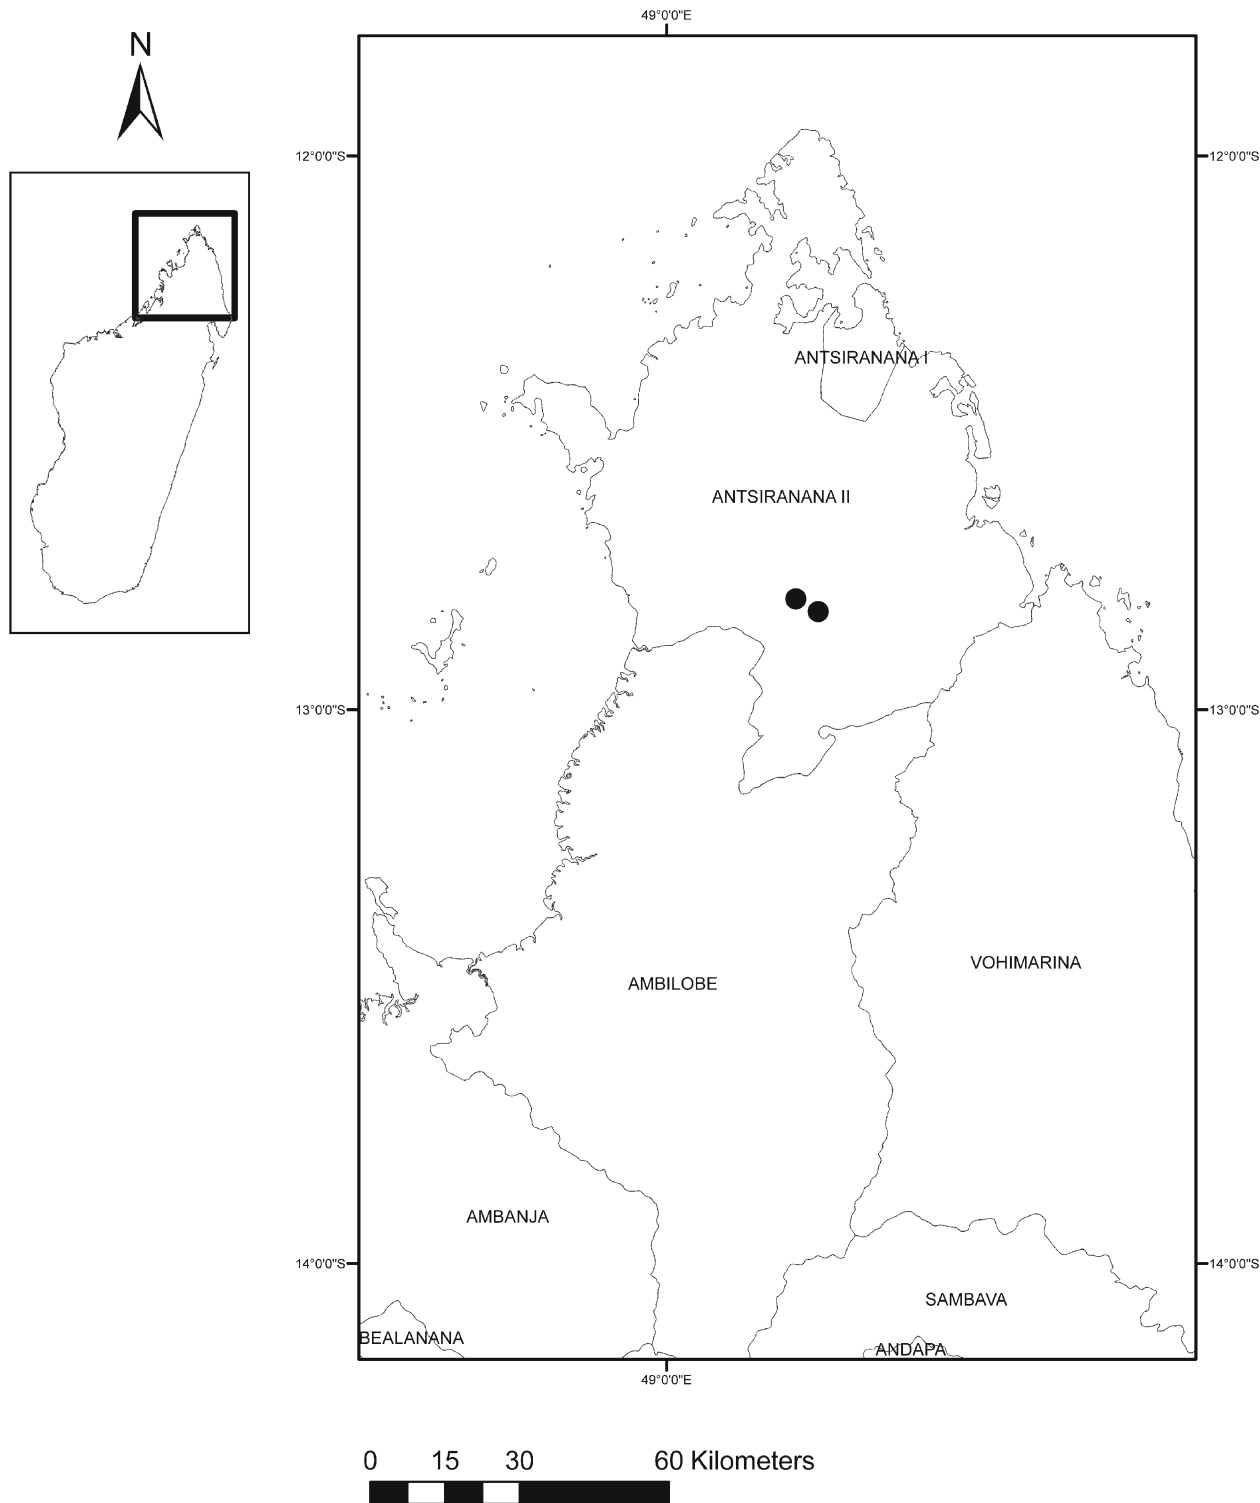 49°0'0"E
N
12°0'0"S
12°0'0"S
ANTSIRANANA I
ANTSIRANANA II
13°0'0"S
13°0'0"S
VOHIMARINA
AMBILOBE
AMBANJA
14°0'0"S
14°0'0"S
SAMBAVA
BEALANANA
ANDAPA
49°0'0"E
0 15 30 60 Kilometers